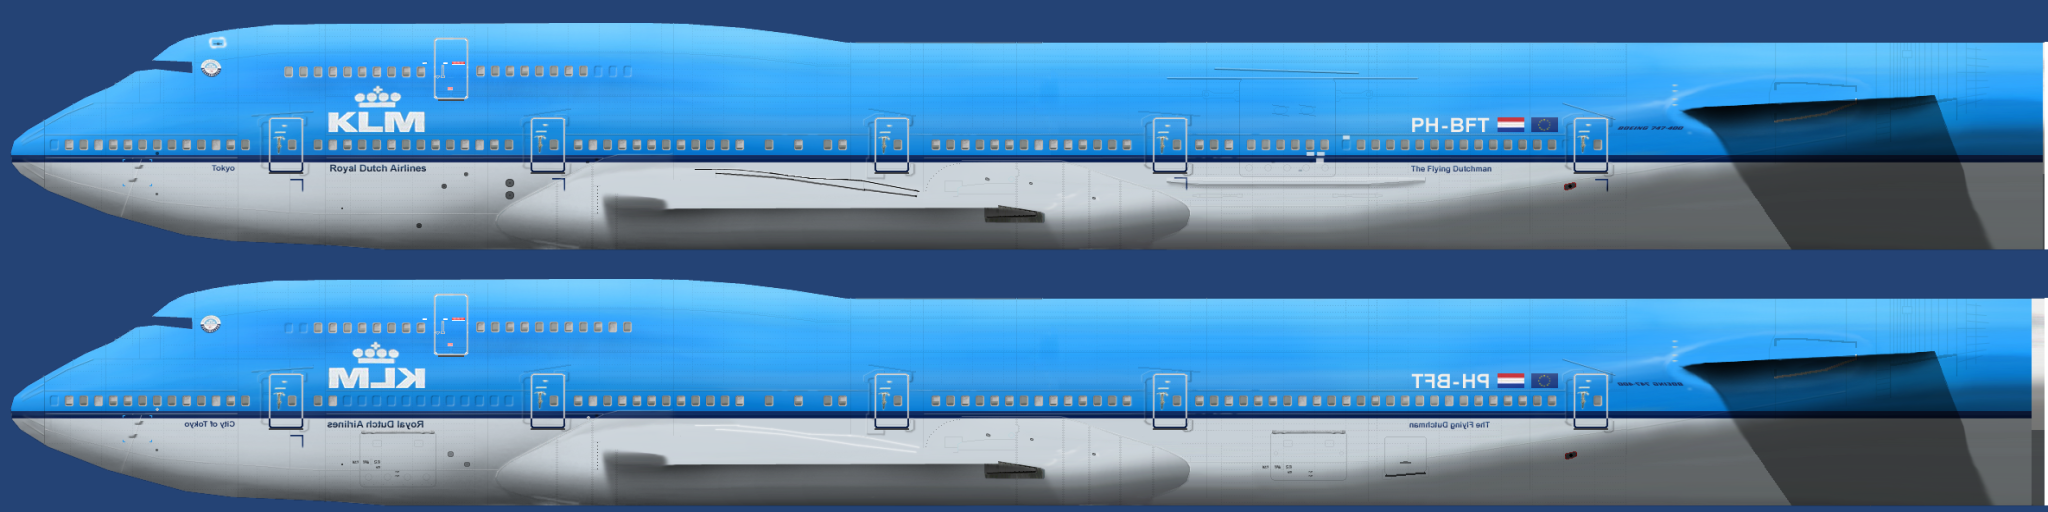 KLM
PH-BFT
BOEING 747-400
Tokyo
Royal Dutch Airlines
The Flying Dutchman
KLM
PH-BFT
BOEING 747-400
City of Tokyo
Royal Dutch Airlines
The Flying Dutchman